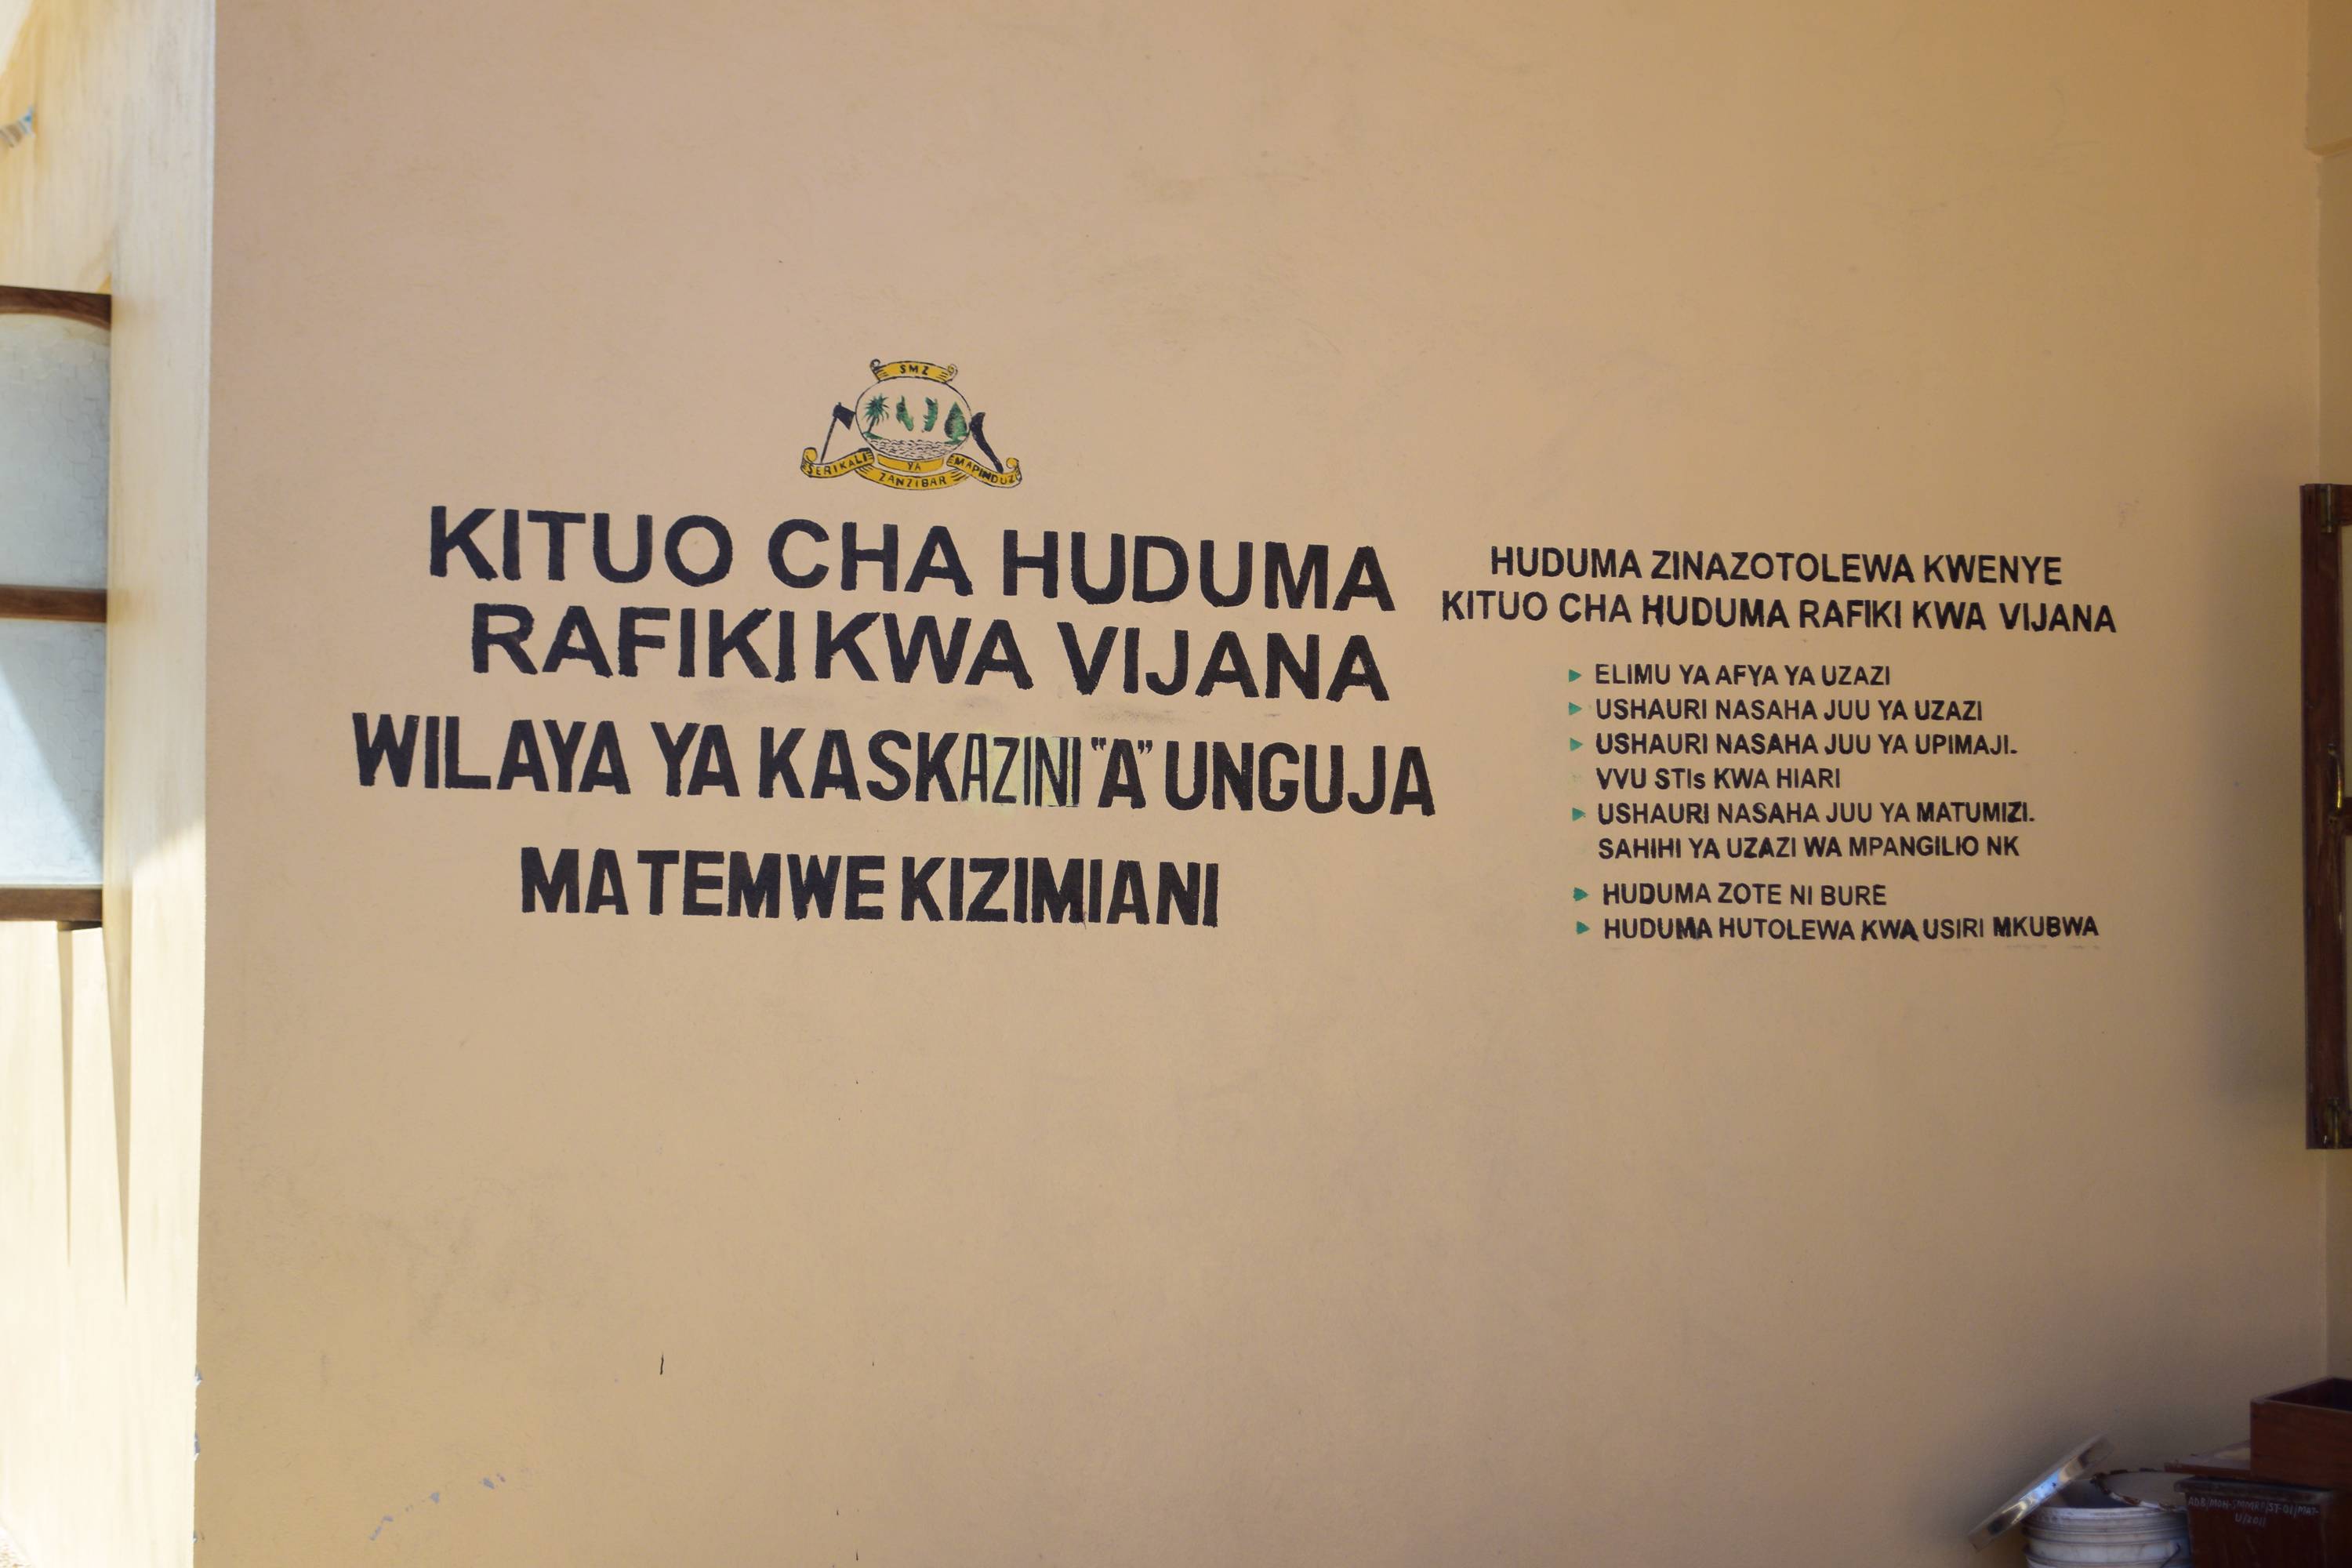 SMZ
SERIKALI YA MAPINDUZI
ZANZIBAR
KITUO CHA HUDUMA
RAFIKI KWA VIJANA
WILAYA YA KASKAZINI "A" UNGUJA
MATEMWE KIZIMIANI
HUDUMA ZINAZOTOLEWA KWENYE
KITUO CHA HUDUMA RAFIKI KWA VIJANA
ELIMU YA AFYA YA UZAZI
USHAURI NASAHA JUU YA UZAZI
USHAURI NASAHA JUU YA UPIMAJI.
VVU STIs KWA HIARI
USHAURI NASAHA JUU YA MATUMIZI.
SAHIHI YA UZAZI WA MPANGILIO NK
HUDUMA ZOTE NI BURE
HUDUMA HUTOLEWA KWA USIRI MKUBWA